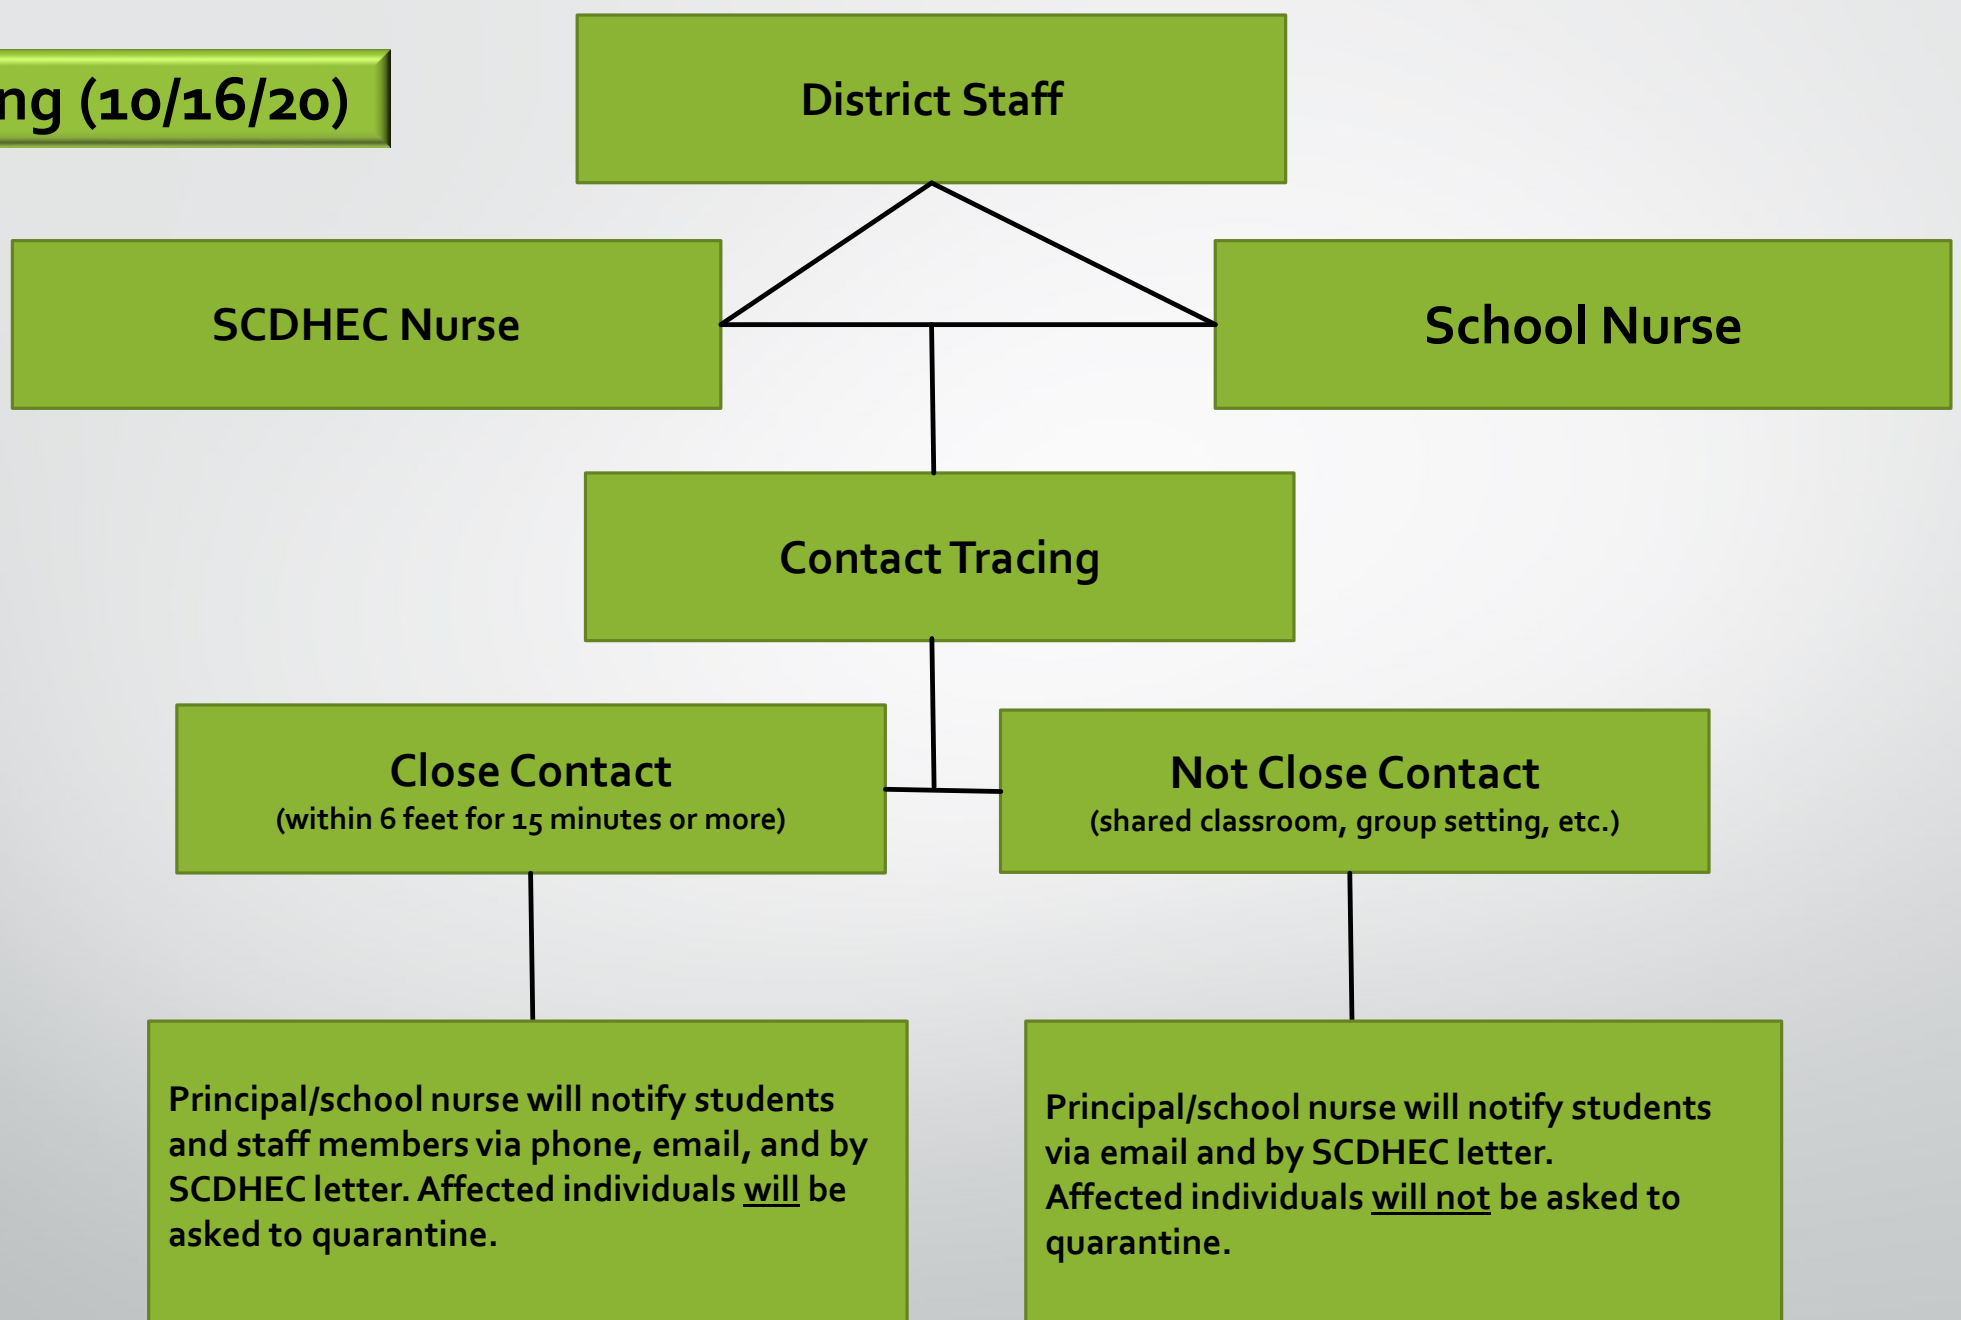 ng (10/16/20)
District Staff
SCDHEC Nurse
School Nurse
Contact Tracing
Close Contact
(within 6 feet for 15 minutes or more)
Not Close Contact
(shared classroom, group setting, etc.)
Principal/school nurse will notify students
and staff members via phone, email, and by
SCDHEC letter. Affected individuals will be
asked to quarantine.
Principal/school nurse will notify students
via email and by SCDHEC letter.
Affected individuals will not be asked to
quarantine.